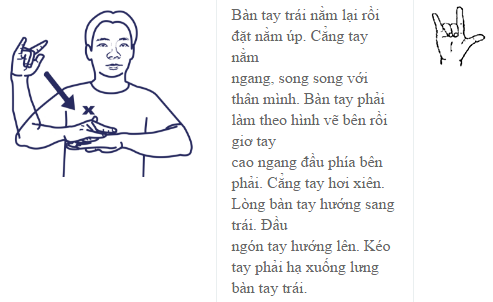 Bàn tay trái nắm lại rồi
đặt nằm úp. Cẳng tay
nằm
ngang, song song với
thân mình. Bàn tay phải
làm theo hình vẽ bên rồi
giơ tay
cao ngang đầu phía bên
phải. Cẳng tay hơi xiên.
Lòng bàn tay hướng sang
trái. Đầu
ngón tay hướng lên. Kéo
tay phải hạ xuống lưng
bàn tay trái.
x